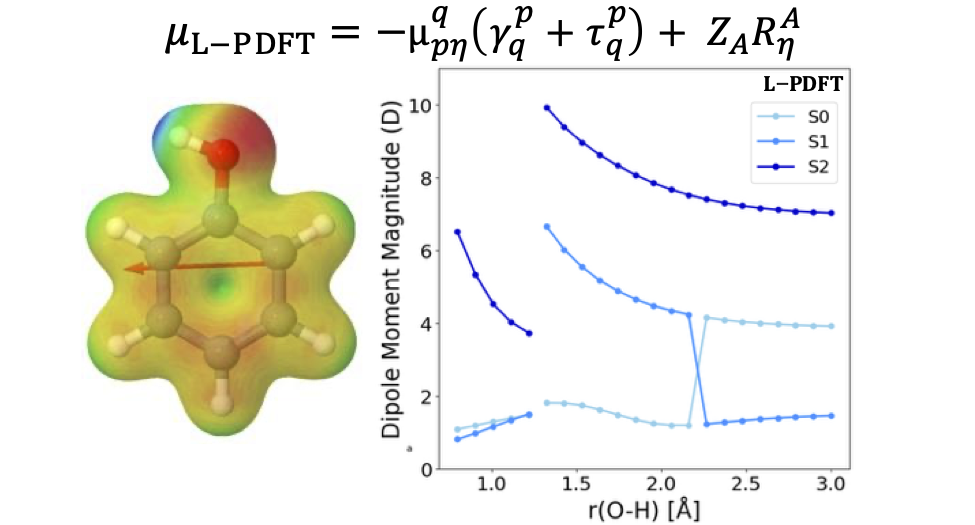 μ_L−PDFT = −μ^q_pη(γ^p_q + τ^p_q) + Z_A R^A_η
L−PDFT
S0
S1
S2
Dipole Moment Magnitude (D)
10
8
6
4
2
0
a
1.0 1.5 2.0 2.5 3.0
r(O-H) [Å]